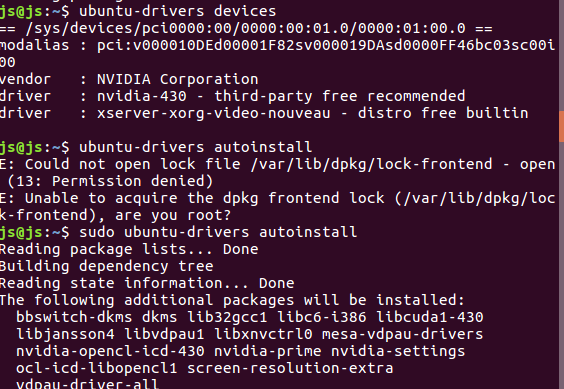 js@js:~$ ubuntu-drivers devices
== /sys/devices/pci0000:00/0000:00:01.0/0000:01:00.0 ==
modalias : pci:v000010DEd00001F82sv000019DAsd0000FF46bc03sc00i
00
vendor   : NVIDIA Corporation
driver   : nvidia-430 - third-party free recommended
driver   : xserver-xorg-video-nouveau - distro free builtin
js@js:~$ ubuntu-drivers autoinstall
E: Could not open lock file /var/lib/dpkg/lock-frontend - open
(13: Permission denied)
E: Unable to acquire the dpkg frontend lock (/var/lib/dpkg/loc
k-frontend), are you root?
js@js:~$ sudo ubuntu-drivers autoinstall
Reading package lists... Done
Building dependency tree
Reading state information... Done
The following additional packages will be installed:
bbswitch-dkms dkms lib32gcc1 libc6-i386 libcuda1-430
libjansson4 libvdpau1 libxnvctrl0 mesa-vdpau-drivers
nvidia-opencl-icd-430 nvidia-prime nvidia-settings
ocl-icd-libopencl1 screen-resolution-extra
vdpau-driver-all